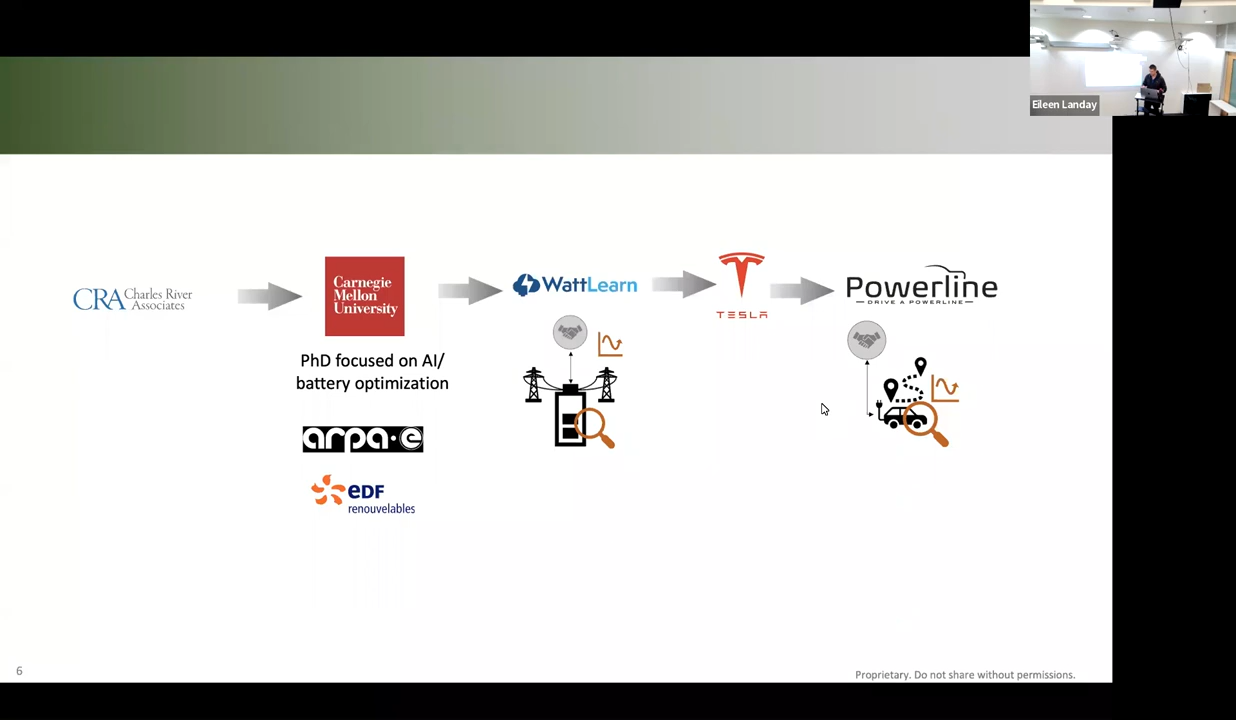 Eileen Landay
CRA Charles River
Associates
Carnegie
Mellon
University
WattLearn
TESLA
Powerline
DRIVE A POWERLINE
PhD focused on AI/
battery optimization
arpa·e
eDF
renouvelables
6
Proprietary. Do not share without permissions.